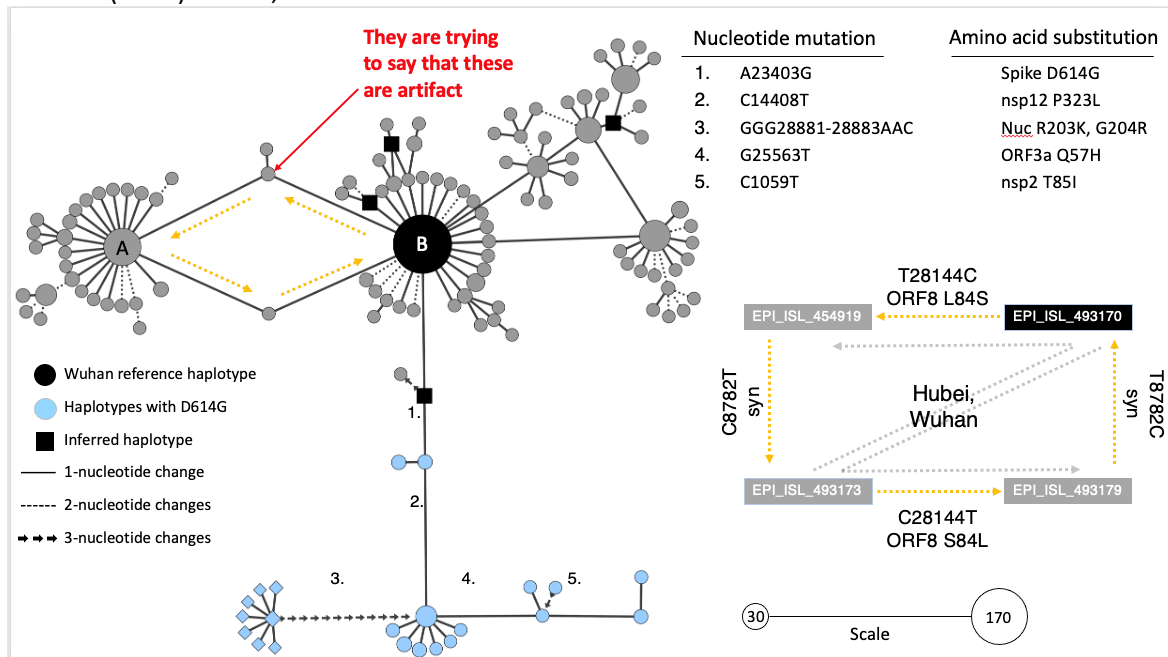 They are trying
to say that these
are artifact
Nucleotide mutation
Amino acid substitution
1. A23403G Spike D614G
2. C14408T nsp12 P323L
3. GGG28881-28883AAC Nuc R203K, G204R
4. G25563T ORF3a Q57H
5. C1059T nsp2 T85I
A
B
T28144C
ORF8 L84S
EPI_ISL_454919
EPI_ISL_493170
C8782T
syn
Hubei,
Wuhan
T8782C
syn
EPI_ISL_493173
EPI_ISL_493179
C28144T
ORF8 S84L
Wuhan reference haplotype
Haplotypes with D614G
Inferred haplotype
1-nucleotide change
2-nucleotide changes
3-nucleotide changes
1.
2.
3.
4.
5.
30
170
Scale